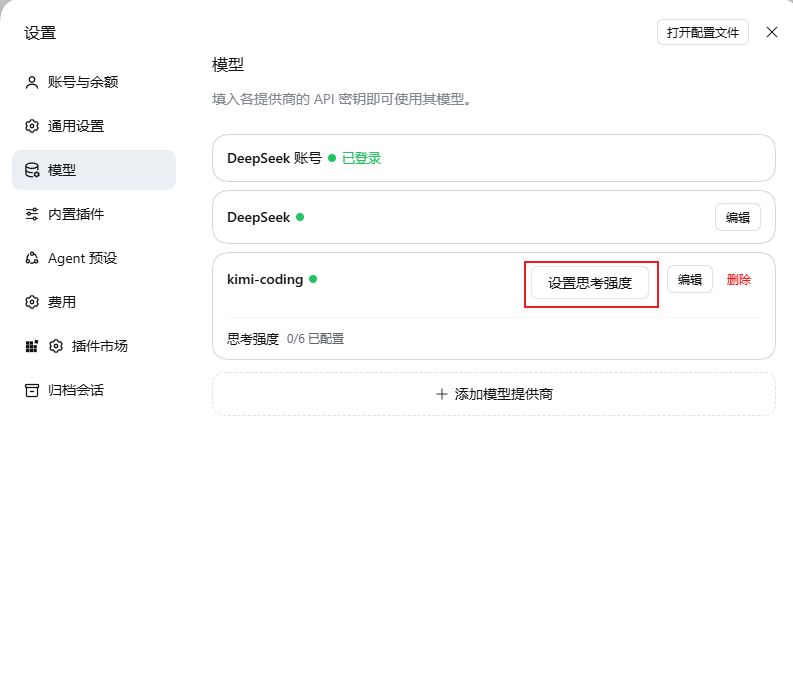 设置
打开配置文件
账号与余额
通用设置
模型
内置插件
Agent 预设
费用
插件市场
归档会话
模型
填入各提供商的 API 密钥即可使用其模型。
DeepSeek 账号 已登录
DeepSeek
编辑
kimi-coding
设置思考强度
编辑
删除
思考强度 0/6 已配置
添加模型提供商